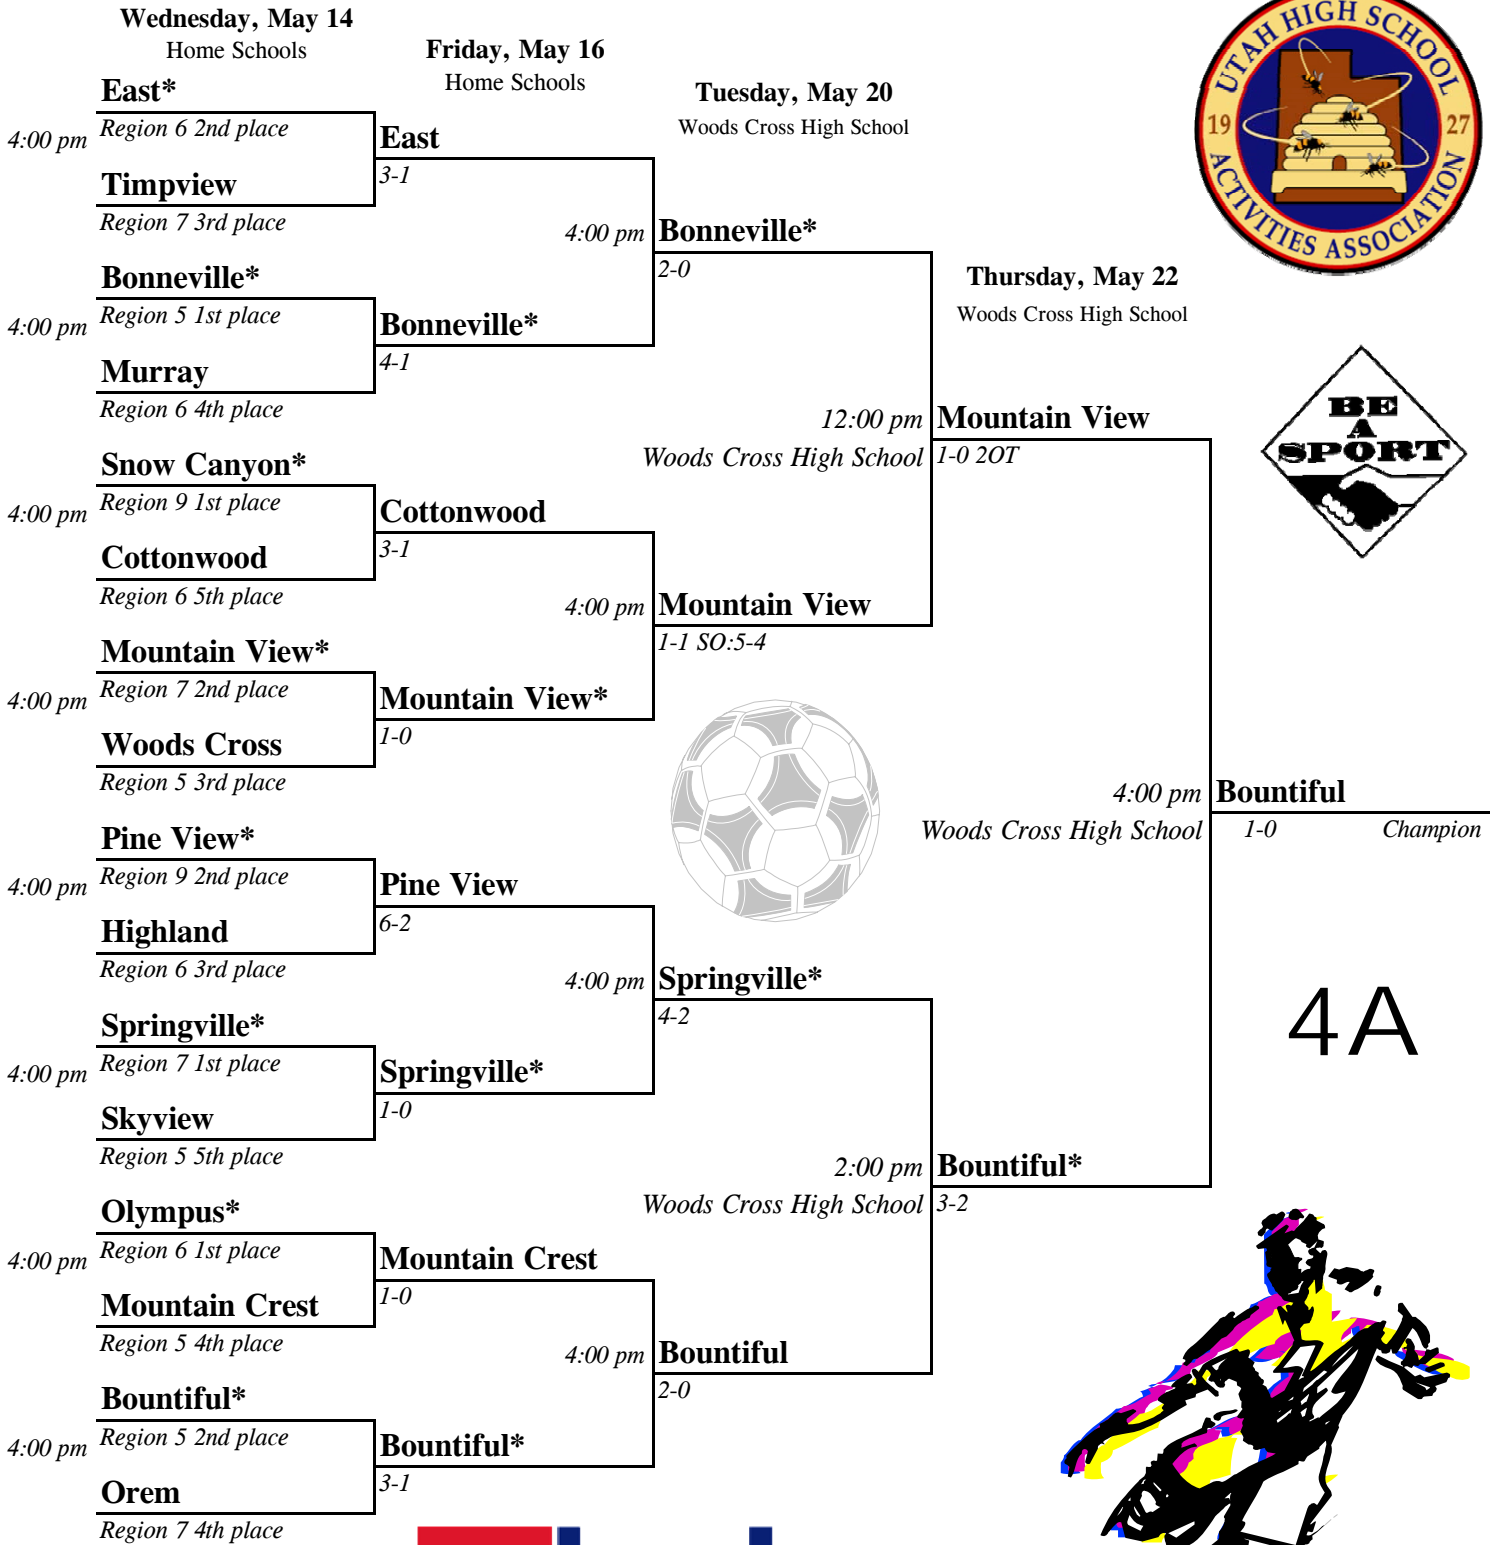 Wednesday, May 14
Home Schools
East*
Region 6 2nd place
4:00 pm
Timpview
Region 7 3rd place
Bonneville*
Region 5 1st place
4:00 pm
Murray
Region 6 4th place
Snow Canyon*
Region 9 1st place
4:00 pm
Cottonwood
Region 6 5th place
Mountain View*
Region 7 2nd place
4:00 pm
Woods Cross
Region 5 3rd place
Pine View*
Region 9 2nd place
4:00 pm
Highland
Region 6 3rd place
Springville*
Region 7 1st place
4:00 pm
Skyview
Region 5 5th place
Olympus*
Region 6 1st place
4:00 pm
Mountain Crest
Region 5 4th place
Bountiful*
Region 5 2nd place
4:00 pm
Orem
Region 7 4th place
Friday, May 16
Home Schools
East
3-1
4:00 pm
Bonneville*
4-1
Cottonwood
3-1
4:00 pm
Mountain View*
1-0
Pine View
6-2
4:00 pm
Springville*
1-0
Mountain Crest
1-0
4:00 pm
Bountiful*
3-1
Tuesday, May 20
Woods Cross High School
Bonneville*
2-0
12:00 pm
Woods Cross High School
Mountain View
1-1 SO:5-4
Springville*
4-2
2:00 pm
Woods Cross High School
Bountiful
2-0
Thursday, May 22
Woods Cross High School
Mountain View
1-0 2OT
4:00 pm
Woods Cross High School
Bountiful*
3-2
Bountiful
1-0 Champion
UTAH HIGH SCHOOL
19 27
ACTIVITIES ASSOCIATION
BE
A
SPORT
4A